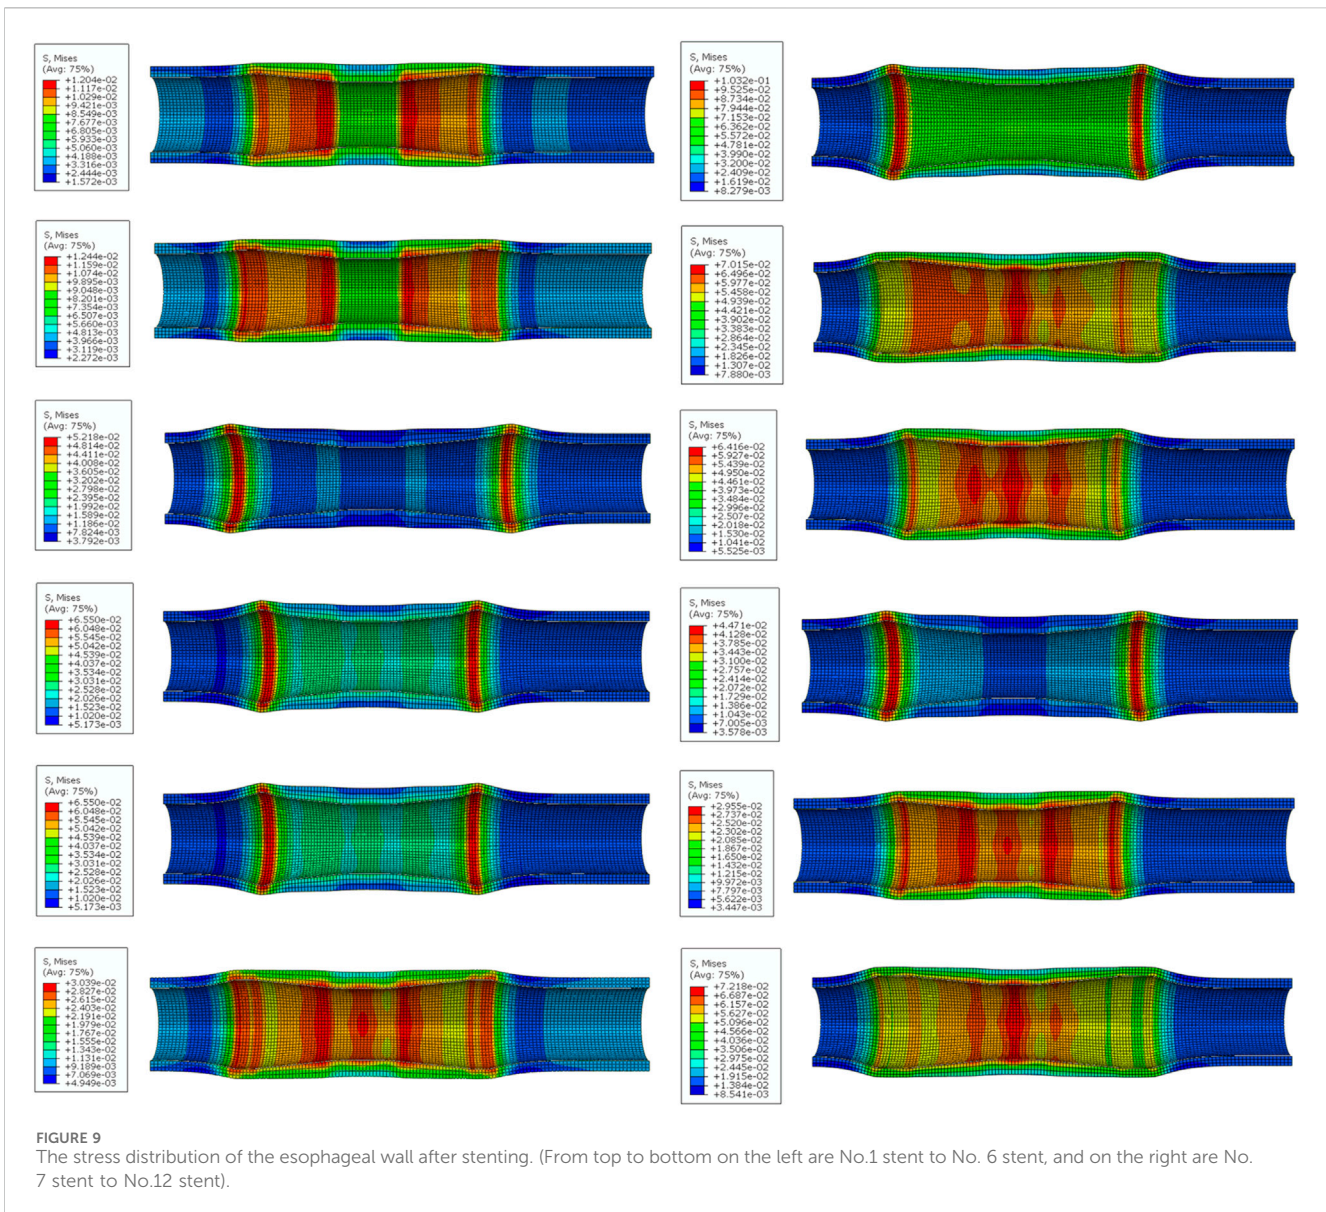 S, Mises
(Avg: 75%)
+1.204e-02
+1.117e-02
+1.029e-02
+9.421e-03
+8.549e-03
+7.677e-03
+6.805e-03
+5.933e-03
+5.060e-03
+4.188e-03
+3.316e-03
+2.444e-03
+1.572e-03
S, Mises
(Avg: 75%)
+1.244e-02
+1.159e-02
+1.074e-02
+9.895e-03
+9.048e-03
+8.201e-03
+7.354e-03
+6.507e-03
+5.660e-03
+4.813e-03
+3.966e-03
+3.119e-03
+2.272e-03
S, Mises
(Avg: 75%)
+5.218e-02
+4.814e-02
+4.411e-02
+4.008e-02
+3.605e-02
+3.202e-02
+2.798e-02
+2.395e-02
+1.992e-02
+1.589e-02
+1.186e-02
+7.824e-03
+3.792e-03
S, Mises
(Avg: 75%)
+6.550e-02
+6.048e-02
+5.545e-02
+5.042e-02
+4.539e-02
+4.037e-02
+3.534e-02
+3.031e-02
+2.528e-02
+2.026e-02
+1.523e-02
+1.020e-02
+5.173e-03
S, Mises
(Avg: 75%)
+6.550e-02
+6.048e-02
+5.545e-02
+5.042e-02
+4.539e-02
+4.037e-02
+3.534e-02
+3.031e-02
+2.528e-02
+2.026e-02
+1.523e-02
+1.020e-02
+5.173e-03
S, Mises
(Avg: 75%)
+3.039e-02
+2.827e-02
+2.615e-02
+2.403e-02
+2.191e-02
+1.979e-02
+1.767e-02
+1.555e-02
+1.343e-02
+1.131e-02
+9.189e-03
+7.069e-03
+4.949e-03
S, Mises
(Avg: 75%)
+1.032e-01
+9.525e-02
+8.734e-02
+7.944e-02
+7.153e-02
+6.362e-02
+5.572e-02
+4.781e-02
+3.990e-02
+3.200e-02
+2.409e-02
+1.619e-02
+8.279e-03
S, Mises
(Avg: 75%)
+7.015e-02
+6.496e-02
+5.977e-02
+5.458e-02
+4.939e-02
+4.421e-02
+3.902e-02
+3.383e-02
+2.864e-02
+2.345e-02
+1.826e-02
+1.307e-02
+7.880e-03
S, Mises
(Avg: 75%)
+6.416e-02
+5.927e-02
+5.439e-02
+4.950e-02
+4.461e-02
+3.973e-02
+3.484e-02
+2.996e-02
+2.507e-02
+2.018e-02
+1.530e-02
+1.041e-02
+5.525e-03
S, Mises
(Avg: 75%)
+4.471e-02
+4.128e-02
+3.785e-02
+3.443e-02
+3.100e-02
+2.757e-02
+2.414e-02
+2.072e-02
+1.729e-02
+1.386e-02
+1.043e-02
+7.005e-03
+3.578e-03
S, Mises
(Avg: 75%)
+2.955e-02
+2.737e-02
+2.520e-02
+2.302e-02
+2.085e-02
+1.867e-02
+1.650e-02
+1.432e-02
+1.215e-02
+9.972e-03
+7.797e-03
+5.622e-03
+3.447e-03
S, Mises
(Avg: 75%)
+7.218e-02
+6.687e-02
+6.157e-02
+5.627e-02
+5.096e-02
+4.566e-02
+4.036e-02
+3.506e-02
+2.975e-02
+2.445e-02
+1.915e-02
+1.384e-02
+8.541e-03
FIGURE 9
The stress distribution of the esophageal wall after stenting. (From top to bottom on the left are No.1 stent to No. 6 stent, and on the right are No.
7 stent to No.12 stent).